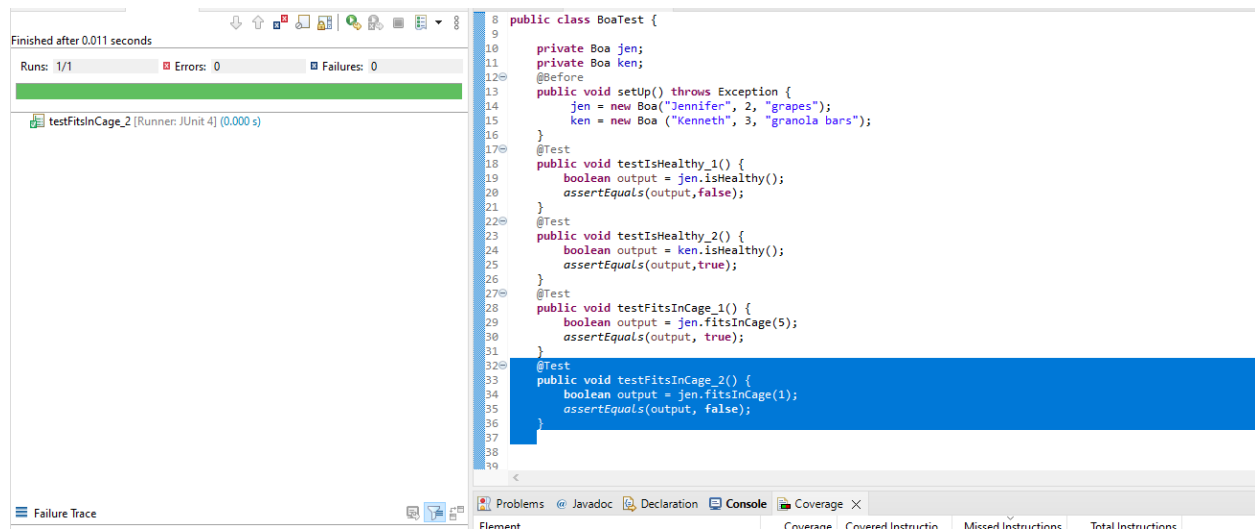 Finished after 0.011 seconds
Runs: 1/1 Errors: 0 Failures: 0
testFitsInCage_2 [Runner: JUnit 4] (0.000 s)
Failure Trace
8 public class BoaTest {
9
10 private Boa jen;
11 private Boa ken;
12 @Before
13 public void setUp() throws Exception {
14 jen = new Boa("Jennifer", 2, "grapes");
15 ken = new Boa ("Kenneth", 3, "granola bars");
16 }
17 @Test
18 public void testIsHealthy_1() {
19 boolean output = jen.isHealthy();
20 assertEquals(output,false);
21 }
22 @Test
23 public void testIsHealthy_2() {
24 boolean output = ken.isHealthy();
25 assertEquals(output,true);
26 }
27 @Test
28 public void testFitsInCage_1() {
29 boolean output = jen.fitsInCage(5);
30 assertEquals(output, true);
31 }
32 @Test
33 public void testFitsInCage_2() {
34 boolean output = jen.fitsInCage(1);
35 assertEquals(output, false);
36 }
37
38
39
Problems @ Javadoc Declaration Console Coverage
Element Coverage Covered Instructio Missed Instructions Total Instructions